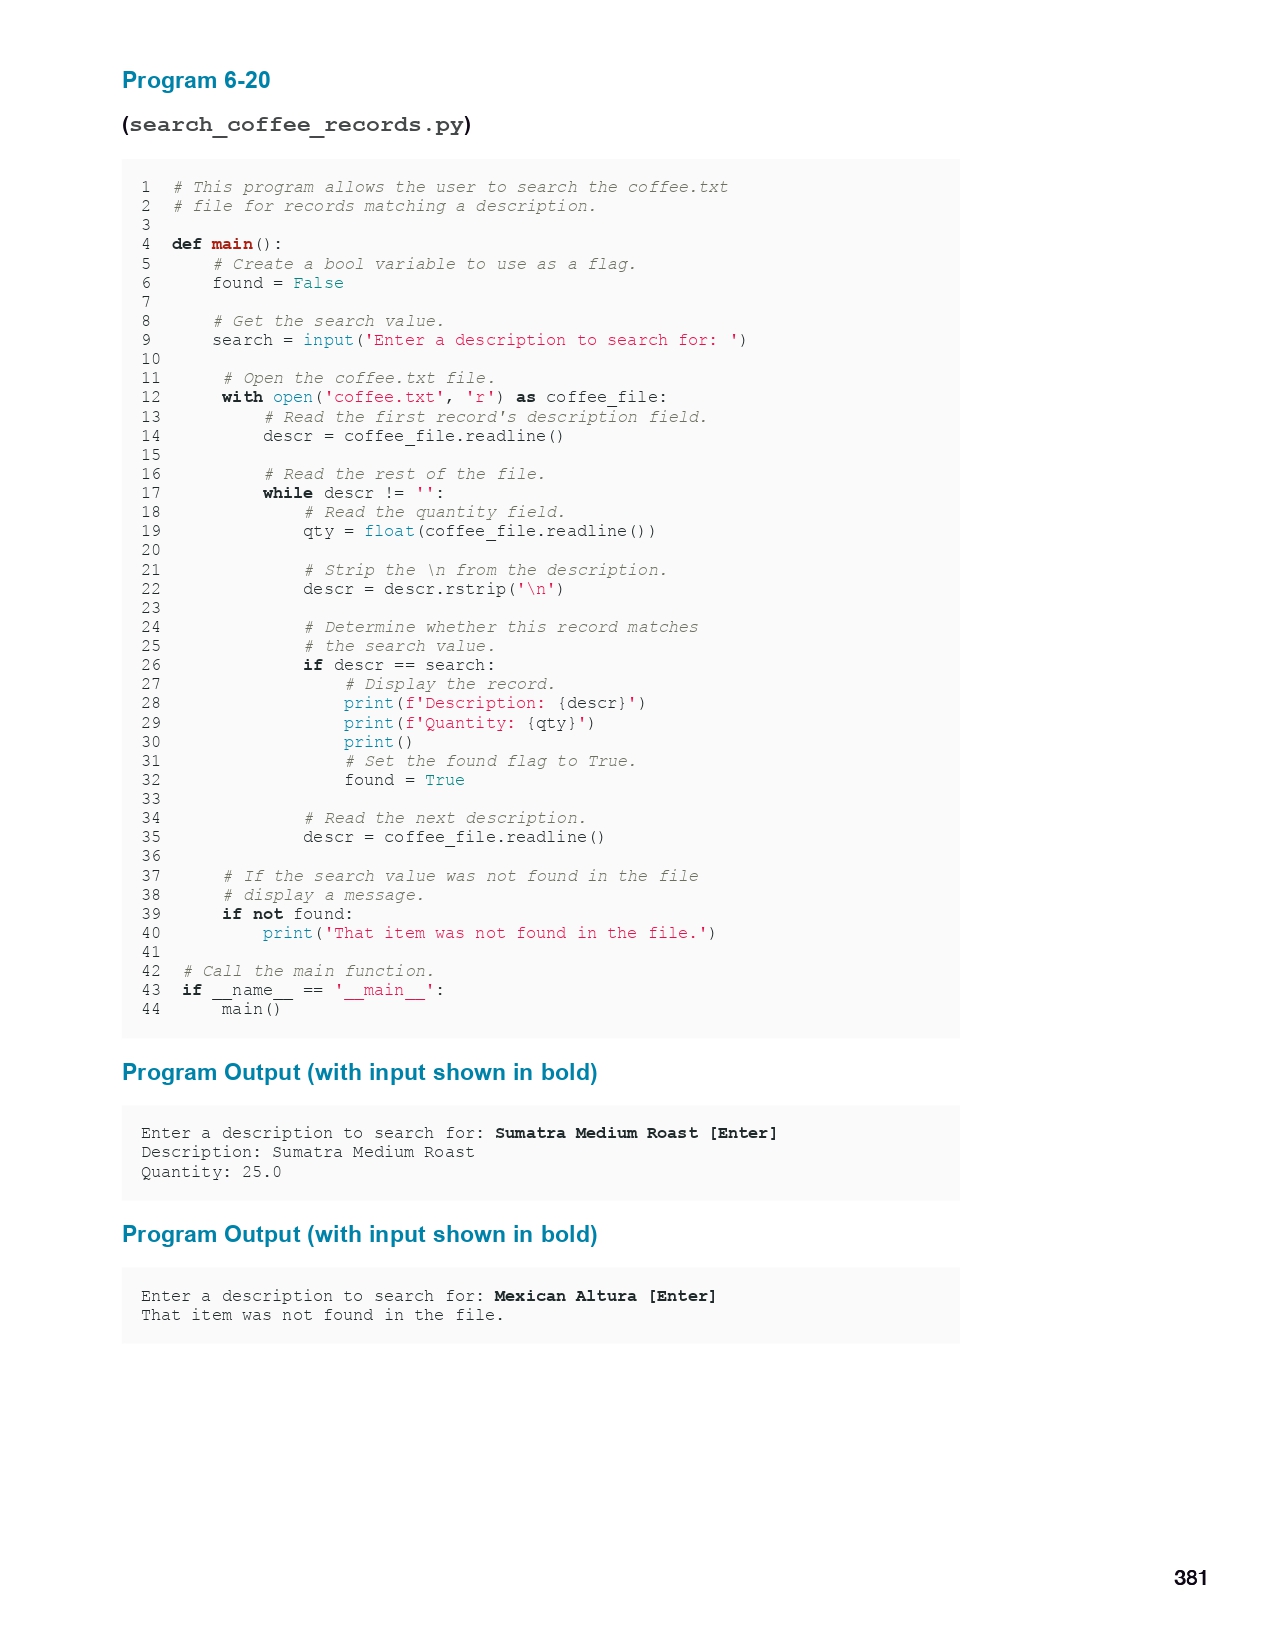 Program 6-20
(search_coffee_records.py)
1 # This program allows the user to search the coffee.txt
2 # file for records matching a description.
3
4 def main():
5     # Create a bool variable to use as a flag.
6     found = False
7
8     # Get the search value.
9     search = input('Enter a description to search for: ')
10
11     # Open the coffee.txt file.
12     with open('coffee.txt', 'r') as coffee_file:
13         # Read the first record's description field.
14         descr = coffee_file.readline()
15
16         # Read the rest of the file.
17         while descr != '':
18             # Read the quantity field.
19             qty = float(coffee_file.readline())
20
21             # Strip the \n from the description.
22             descr = descr.rstrip('\n')
23
24             # Determine whether this record matches
25             # the search value.
26             if descr == search:
27                 # Display the record.
28                 print(f'Description: {descr}')
29                 print(f'Quantity: {qty}')
30                 print()
31                 # Set the found flag to True.
32                 found = True
33
34             # Read the next description.
35             descr = coffee_file.readline()
36
37     # If the search value was not found in the file
38     # display a message.
39     if not found:
40         print('That item was not found in the file.')
41
42 # Call the main function.
43 if __name__ == '__main__':
44     main()
Program Output (with input shown in bold)
Enter a description to search for: Sumatra Medium Roast [Enter]
Description: Sumatra Medium Roast
Quantity: 25.0
Program Output (with input shown in bold)
Enter a description to search for: Mexican Altura [Enter]
That item was not found in the file.
381